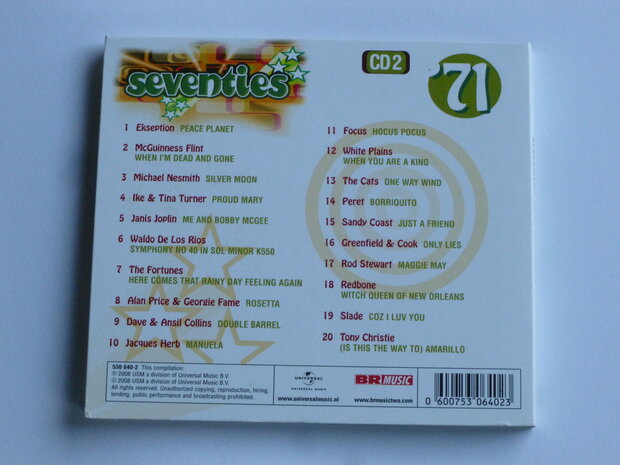 seventies
CD2
'71
1 Ekseption PEACE PLANET
2 McGuinness Flint
WHEN I'M DEAD AND GONE
3 Michael Nesmith SILVER MOON
4 Ike & Tina Turner PROUD MARY
5 Janis Joplin ME AND BOBBY MCGEE
6 Waldo De Los Rios
SYMPHONY NO 40 IN SOL MINOR K550
7 The Fortunes
HERE COMES THAT RAINY DAY FEELING AGAIN
8 Alan Price & Georgie Fame ROSETTA
9 Dave & Ansil Collins DOUBLE BARREL
10 Jacques Herb MANUELA
11 Focus HOCUS POCUS
12 White Plains
WHEN YOU ARE A KING
13 The Cats ONE WAY WIND
14 Peret BORRIQUITO
15 Sandy Coast JUST A FRIEND
16 Greenfield & Cook ONLY LIES
17 Rod Stewart MAGGIE MAY
18 Redbone
WITCH QUEEN OF NEW ORLEANS
19 Slade COZ I LUV YOU
20 Tony Christie
(IS THIS THE WAY TO) AMARILLO
530 640-2 This compilation:
℗ 2008 USM a division of Universal Music B.V.
© 2008 USM a division of Universal Music B.V.
All rights reserved. Unauthorized copying, reproduction, hiring,
lending, public performance and broadcasting prohibited.
UNIVERSAL
UNIVERSAL MUSIC
www.universalmusic.nl
BR MUSIC
www.brmusictwo.com
0 600753 064023